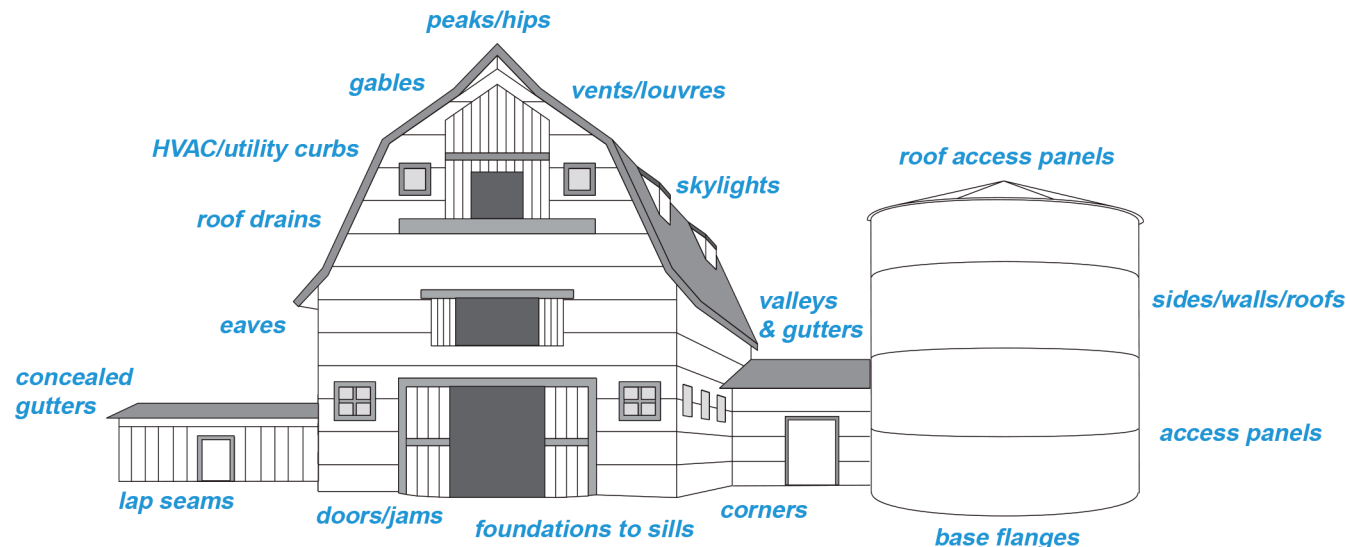 peaks/hips
gables
vents/louvres
HVAC/utility curbs
roof access panels
skylights
roof drains
valleys
& gutters
sides/walls/roofs
eaves
concealed
gutters
access panels
lap seams
doors/jams
foundations to sills
corners
base flanges